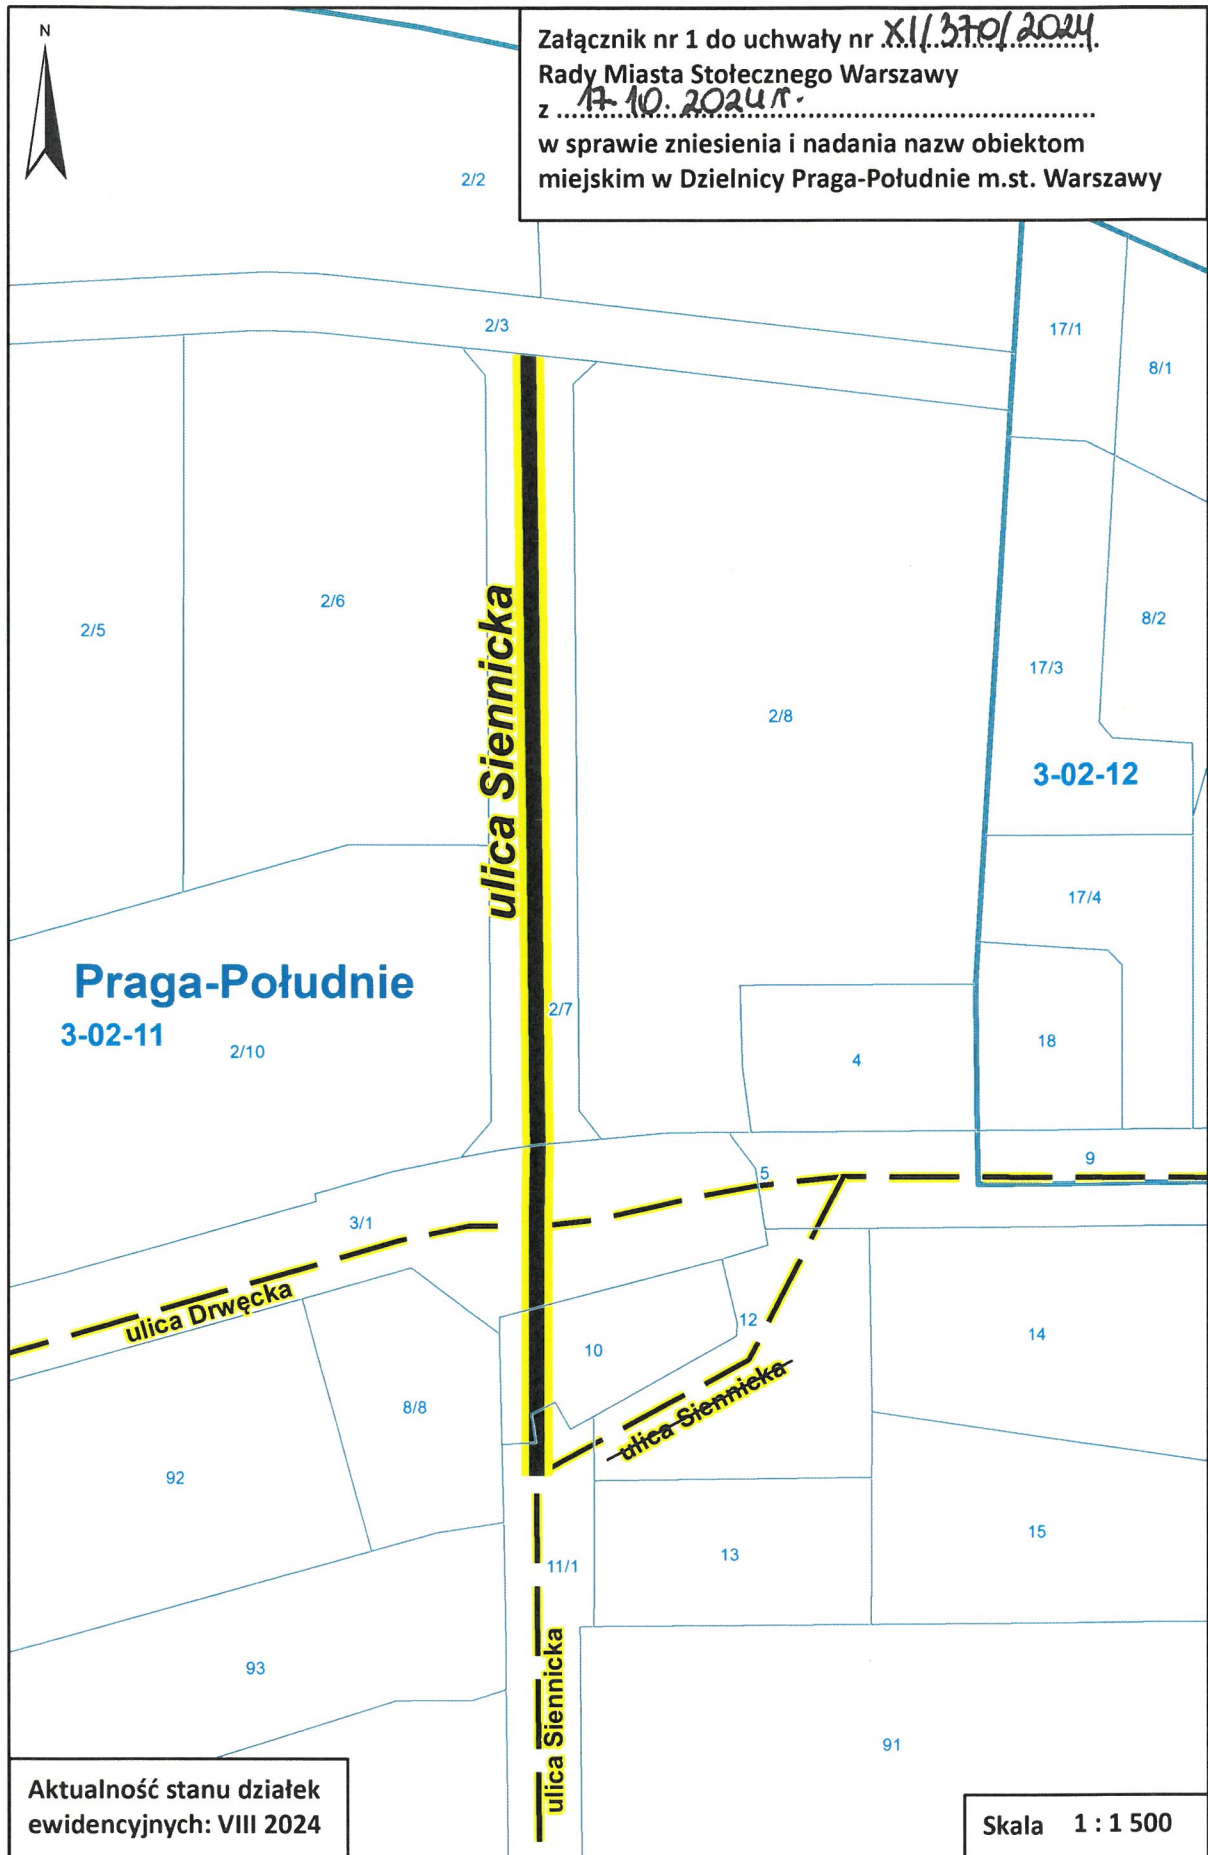 N
Załącznik nr 1 do uchwały nr XI/370/2024
Rady Miasta Stołecznego Warszawy
z 17.10.2024 r.
w sprawie zniesienia i nadania nazw obiektom
miejskim w Dzielnicy Praga-Południe m.st. Warszawy
2/2
2/3
17/1
8/1
2/6
2/5
8/2
17/3
2/8
ulica Siennicka
3-02-12
17/4
Praga-Południe
3-02-11
2/10
2/7
4
18
9
5
3/1
ulica Drwęcka
12
10
14
ulica Siennicka
8/8
92
11/1
13
15
93
ulica Siennicka
91
Aktualność stanu działek
ewidencyjnych: VIII 2024
Skala 1 : 1 500